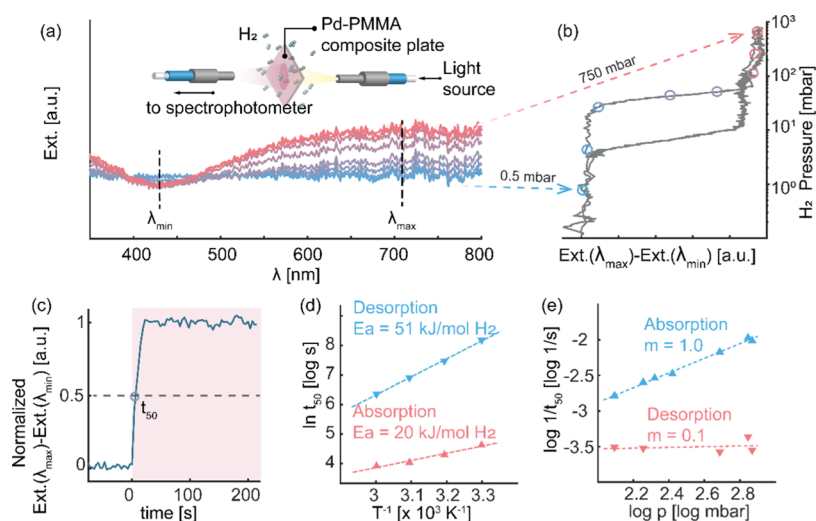 (a)
H₂
Pd-PMMA
composite plate
Light
source
to spectrophotometer
Ext. [a.u.]
λmin
λmax
400
500
600
700
800
λ [nm]
750 mbar
0.5 mbar
(b)
10³
10²
10¹
10⁰
H₂ Pressure [mbar]
Ext.(λmax)-Ext.(λmin) [a.u.]
(c)
Normalized
Ext.(λmax)-Ext.(λmin) [a.u.]
1
0.5
0
t₅₀
0
100
200
time [s]
(d)
Desorption
Ea = 51 kJ/mol H2
Absorption
Ea = 20 kJ/mol H2
ln t₅₀ [log s]
8
7
6
5
4
3
3.1
3.2
3.3
T⁻¹ [x 10³ K⁻¹]
(e)
Absorption
m = 1.0
Desorption
m = 0.1
log 1/t₅₀ [log 1/s]
-2
-2.5
-3
-3.5
2.2
2.4
2.6
2.8
log p [log mbar]